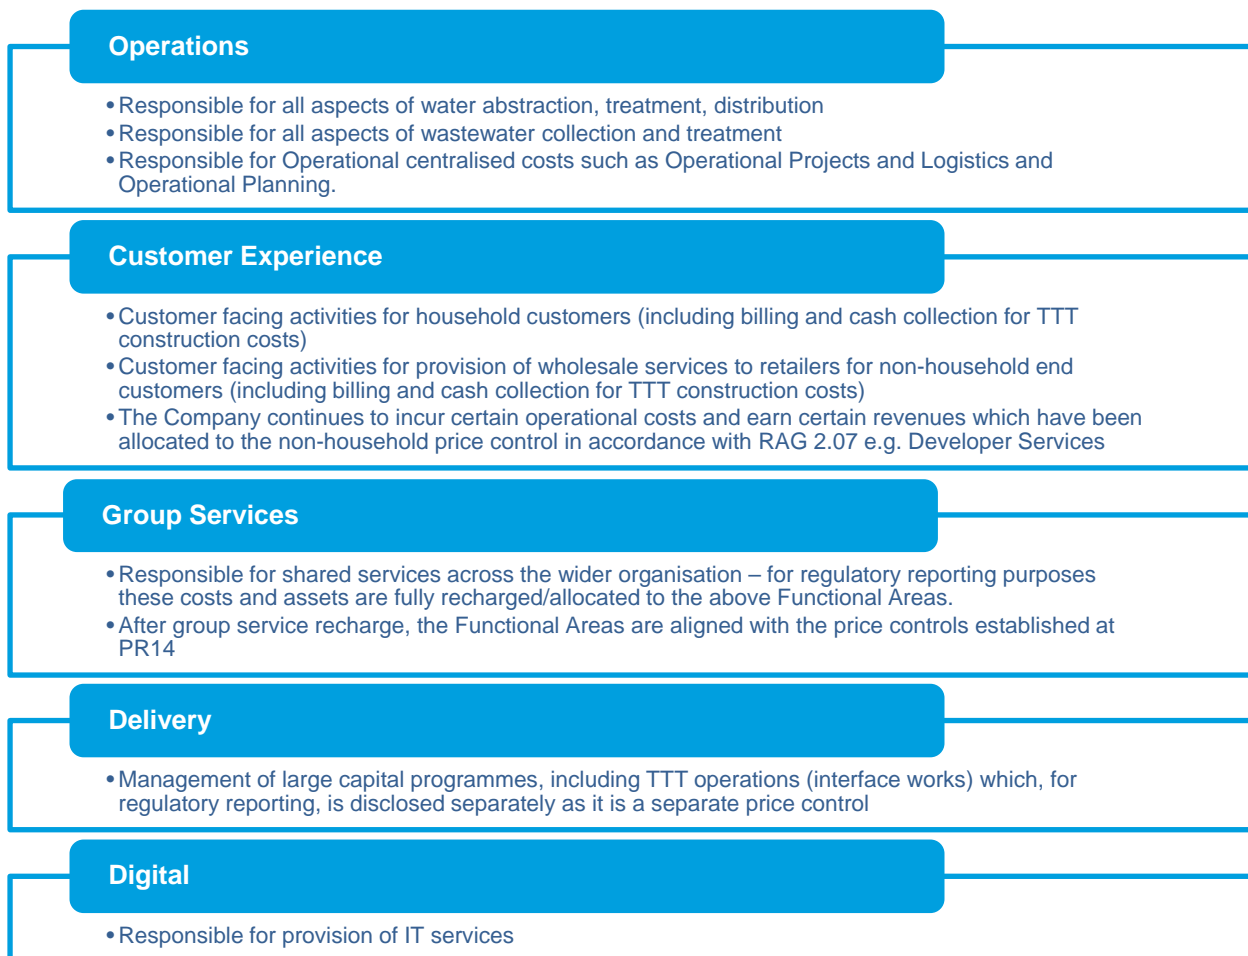 Operations
•Responsible for all aspects of water abstraction, treatment, distribution
•Responsible for all aspects of wastewater collection and treatment
•Responsible for Operational centralised costs such as Operational Projects and Logistics and
Operational Planning.
Customer Experience
•Customer facing activities for household customers (including billing and cash collection for TTT
construction costs)
•Customer facing activities for provision of wholesale services to retailers for non-household end
customers (including billing and cash collection for TTT construction costs)
•The Company continues to incur certain operational costs and earn certain revenues which have been
allocated to the non-household price control in accordance with RAG 2.07 e.g. Developer Services
Group Services
•Responsible for shared services across the wider organisation – for regulatory reporting purposes
these costs and assets are fully recharged/allocated to the above Functional Areas.
•After group service recharge, the Functional Areas are aligned with the price controls established at
PR14
Delivery
•Management of large capital programmes, including TTT operations (interface works) which, for
regulatory reporting, is disclosed separately as it is a separate price control
Digital
•Responsible for provision of IT services